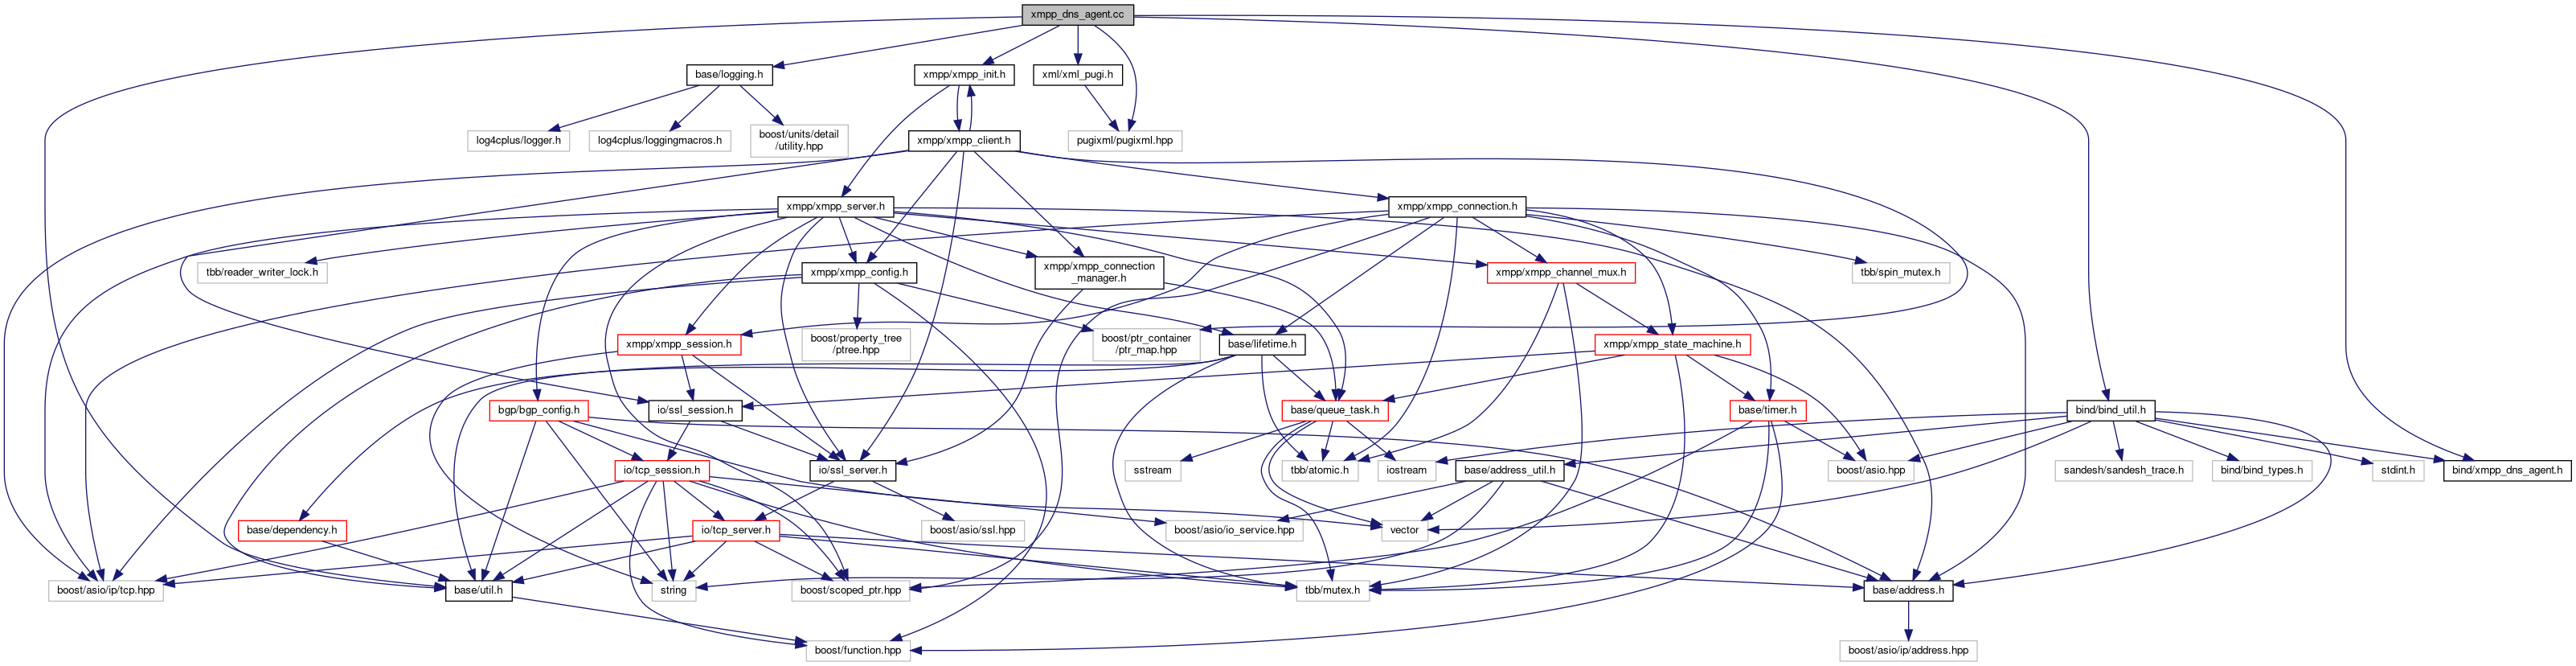 xmpp_dns_agent.cc
base/logging.h
xmpp/xmpp_init.h
xml/xml_pugi.h
log4cplus/logger.h
log4cplus/loggingmacros.h
boost/units/detail
/utility.hpp
xmpp/xmpp_client.h
pugixml/pugixml.hpp
xmpp/xmpp_server.h
xmpp/xmpp_connection.h
tbb/reader_writer_lock.h
xmpp/xmpp_config.h
xmpp/xmpp_connection
_manager.h
xmpp/xmpp_channel_mux.h
tbb/spin_mutex.h
xmpp/xmpp_session.h
boost/property_tree
/ptree.hpp
boost/ptr_container
/ptr_map.hpp
base/lifetime.h
xmpp/xmpp_state_machine.h
bgp/bgp_config.h
io/ssl_session.h
base/queue_task.h
base/timer.h
bind/bind_util.h
io/tcp_session.h
io/ssl_server.h
sstream
tbb/atomic.h
iostream
base/address_util.h
boost/asio.hpp
sandesh/sandesh_trace.h
bind/bind_types.h
stdint.h
bind/xmpp_dns_agent.h
base/dependency.h
io/tcp_server.h
boost/asio/ssl.hpp
boost/asio/io_service.hpp
vector
boost/asio/ip/tcp.hpp
base/util.h
string
boost/scoped_ptr.hpp
tbb/mutex.h
base/address.h
boost/function.hpp
boost/asio/ip/address.hpp